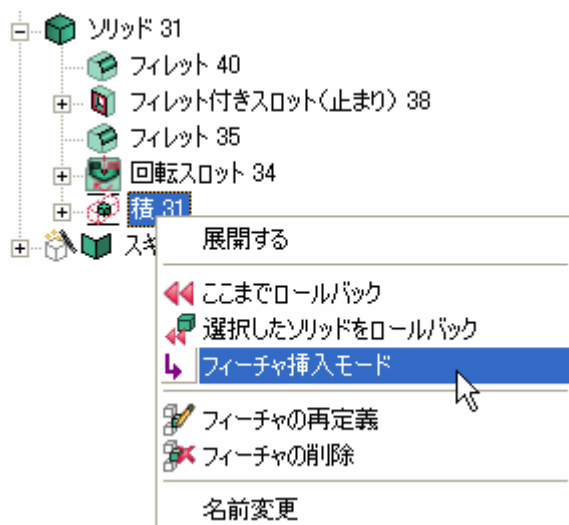 ソリッド 31
フィレット 40
フィレット付きスロット(止まり) 38
フィレット 35
回転スロット 34
積 31
スキ
展開する
ここまでロールバック
選択したソリッドをロールバック
フィーチャ挿入モード
フィーチャの再定義
フィーチャの削除
名前変更